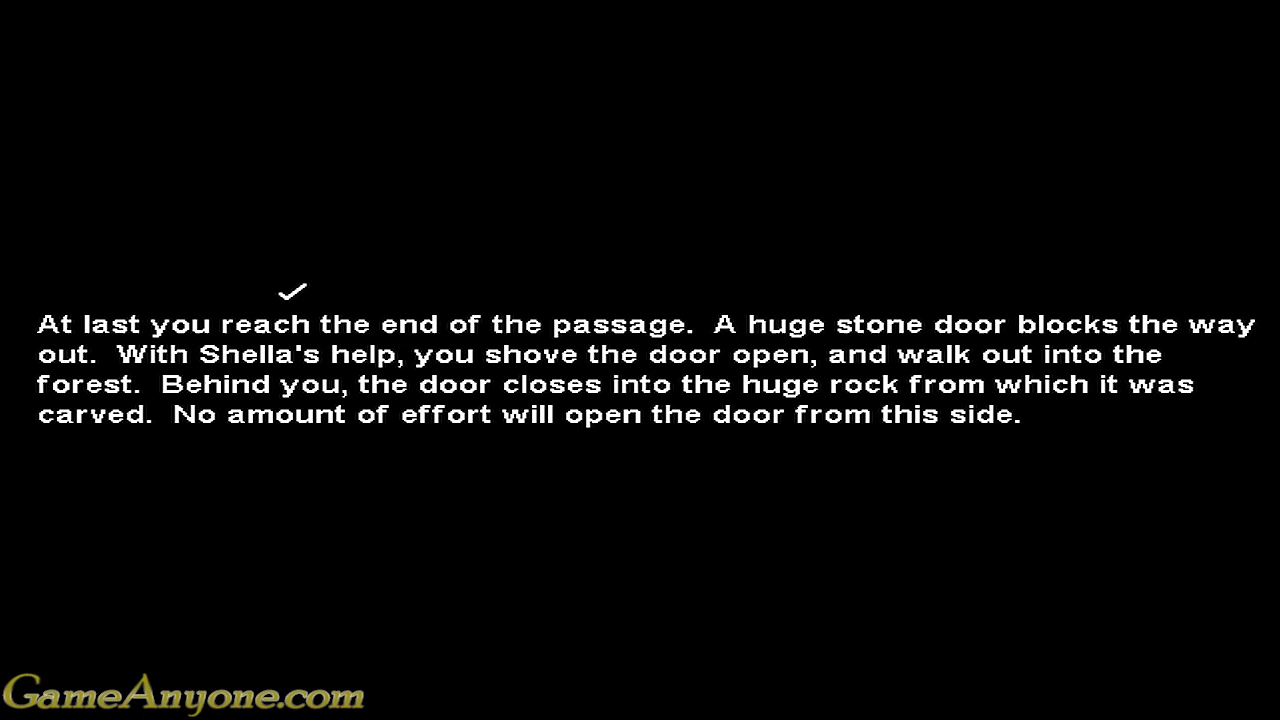 At last you reach the end of the passage.  A huge stone door blocks the way
out.  With Shella's help, you shove the door open, and walk out into the
forest.  Behind you, the door closes into the huge rock from which it was
carved.  No amount of effort will open the door from this side.
GameAnyone.com